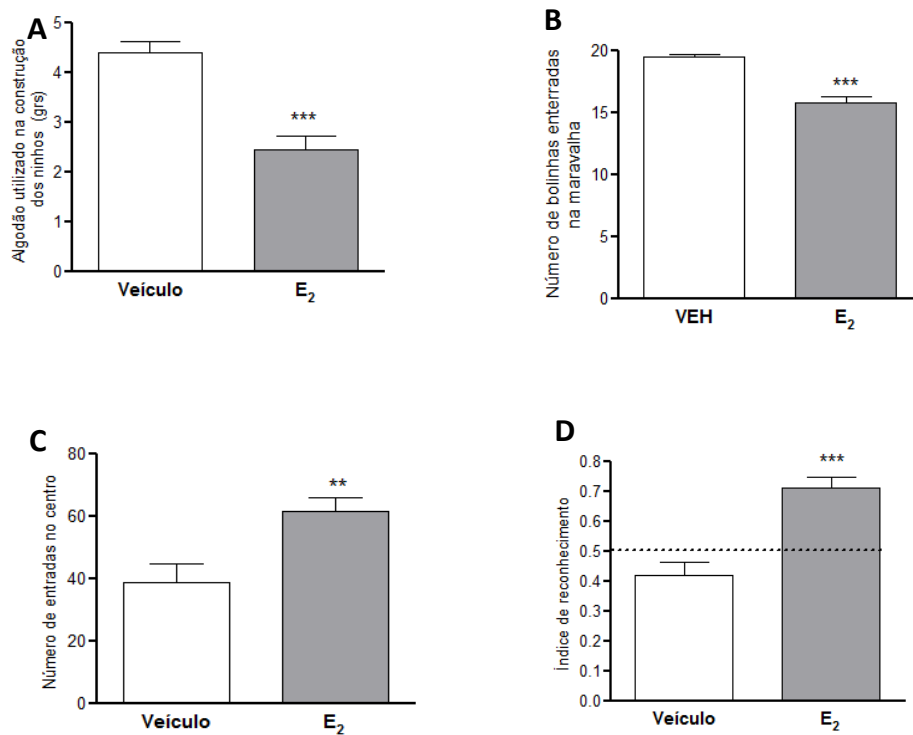 A
Algodão utilizado na construção
dos ninhos (grs)
5
4
3
2
1
0
***
Veículo
E₂
B
Número de bolinhas enterradas
na maravalha
20
15
10
5
0
***
VEH
E₂
C
Número de entradas no centro
80
60
40
20
0
**
Veículo
E₂
D
Índice de reconhecimento
0.8
0.7
0.6
0.5
0.4
0.3
0.2
0.1
0.0
***
Veículo
E₂